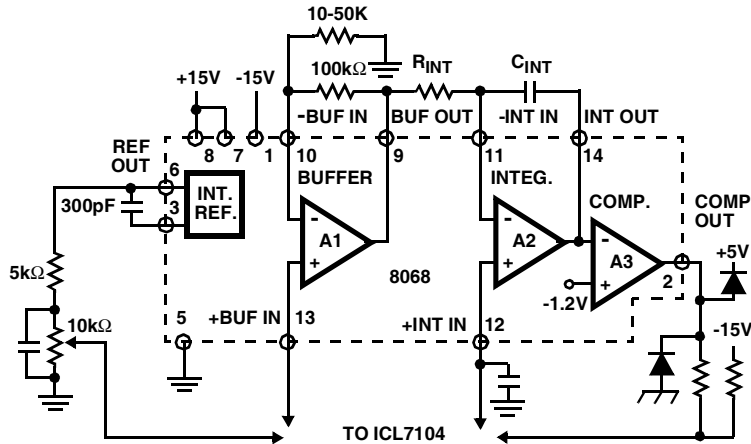 10-50K
+15V -15V 100kΩ RINT CINT
-BUF IN BUF OUT -INT IN INT OUT
REF OUT
8 7 1 10 9 11 14
6 BUFFER INTEG.
INT. REF.
300pF 3
COMP. COMP OUT
- A1 +
- A2 +
- A3 +
+5V
8068
2
-1.2V
5kΩ
10kΩ
5 +BUF IN 13 +INT IN 12
-15V
TO ICL7104